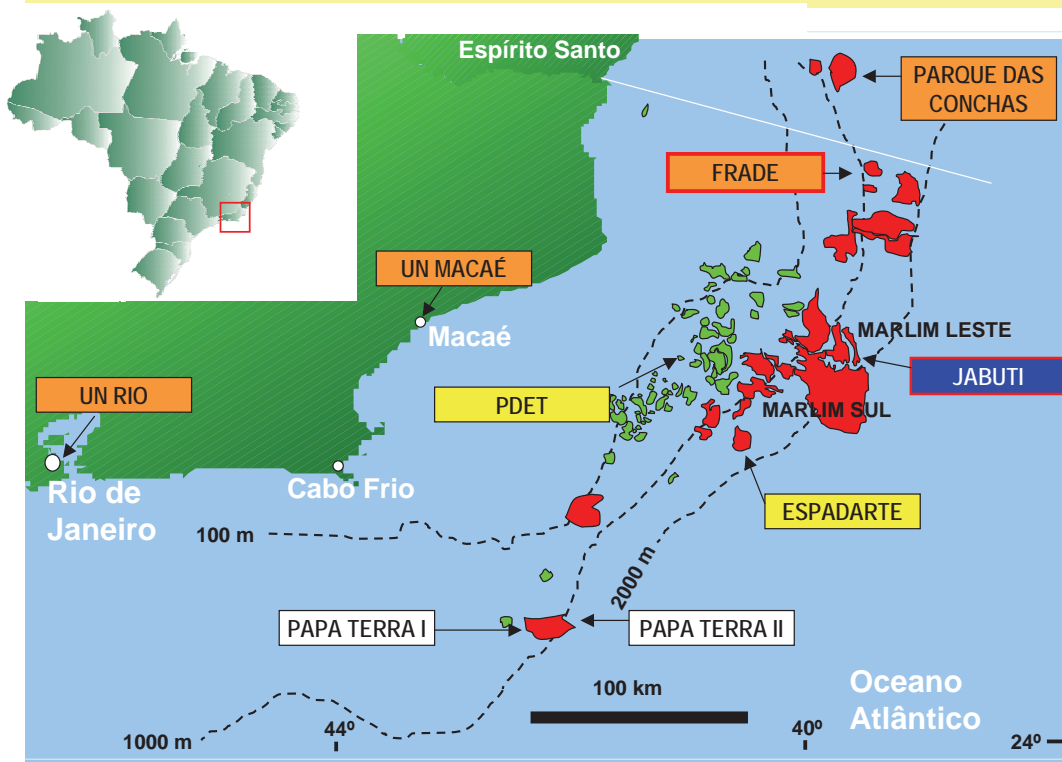 Espírito Santo
PARQUE DAS
CONCHAS
FRADE
UN MACAÉ
Macaé
MARLIM LESTE
JABUTI
UN RIO
PDET
MARLIM SUL
Rio de
Janeiro
Cabo Frio
ESPADARTE
100 m
2000 m
PAPA TERRA I
PAPA TERRA II
100 km
Oceano
Atlântico
1000 m
44º
40º
24º